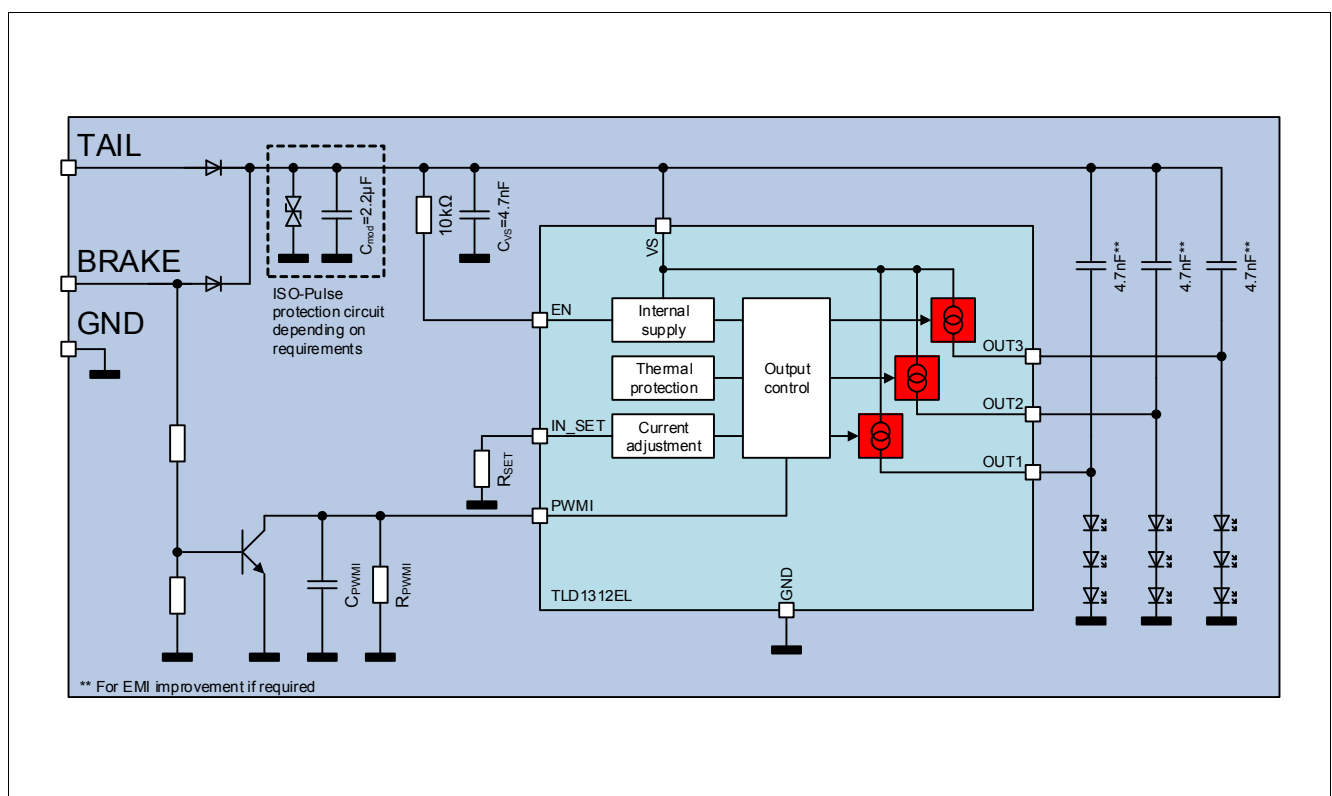 TAIL
BRAKE
GND
ISO-Pulse
protection circuit
depending on
requirements
Cmod=2.2µF
10kΩ
CVS=4.7nF
VS
EN
Internal
supply
Thermal
protection
Output
control
IN_SET
Current
adjustment
RSET
PWMI
CPWMI
RPWMI
TLD1312EL
GND
OUT3
OUT2
OUT1
4.7nF**
4.7nF**
4.7nF**
** For EMI improvement if required